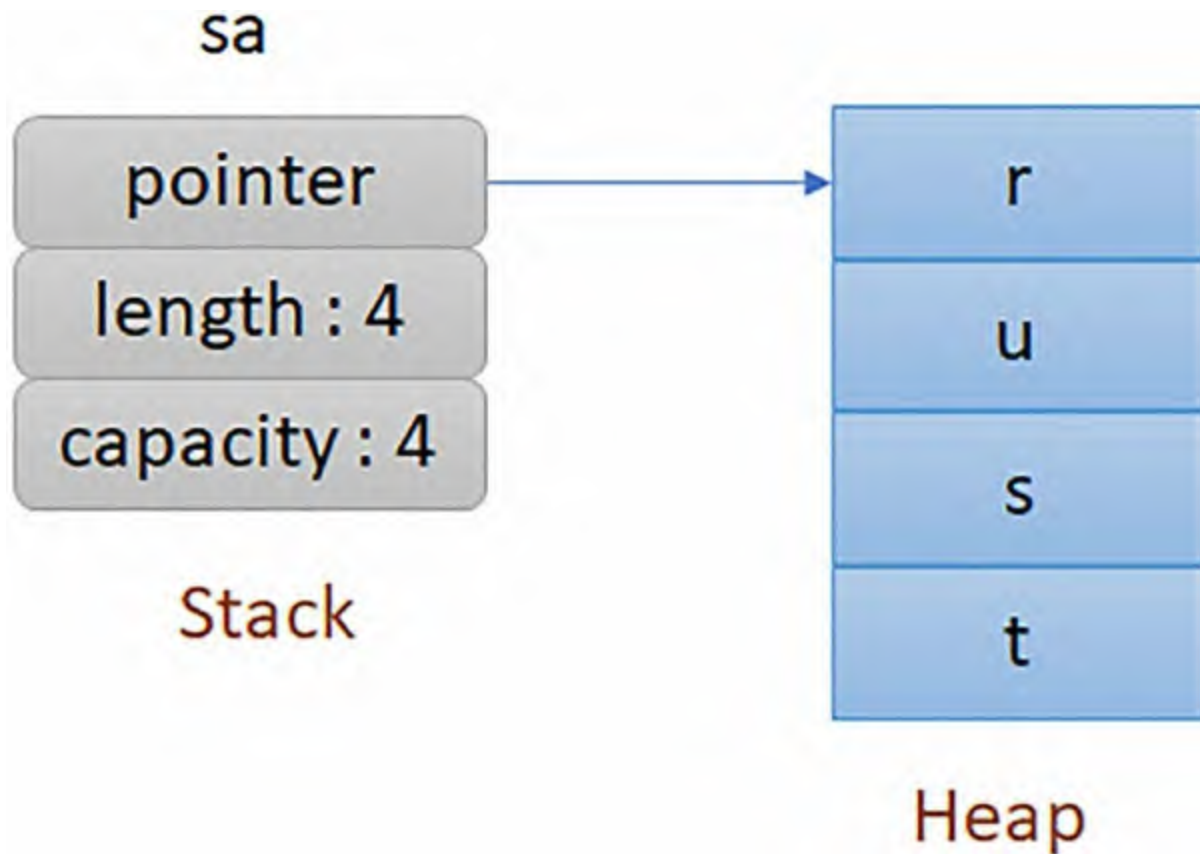 sa
pointer
length : 4
capacity : 4
Stack
r
u
s
t
Heap